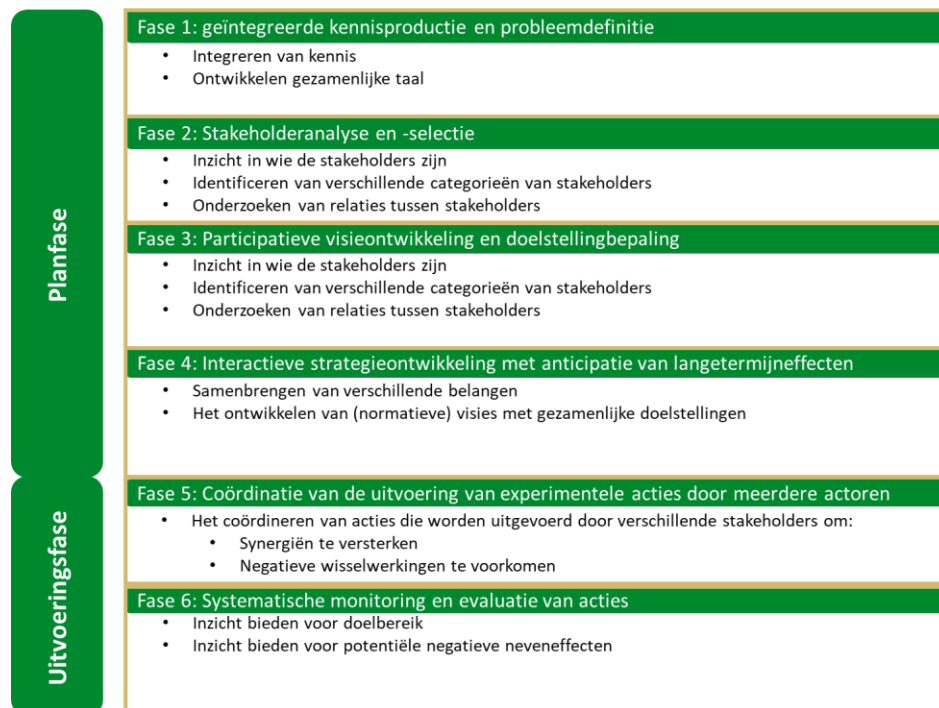 Planfase
Fase 1: geïntegreerde kennisproductie en probleemdefinitie
• Integreren van kennis
• Ontwikkelen gezamenlijke taal
Fase 2: Stakeholderanalyse en -selectie
• Inzicht in wie de stakeholders zijn
• Identificeren van verschillende categorieën van stakeholders
• Onderzoeken van relaties tussen stakeholders
Fase 3: Participatieve visieontwikkeling en doelstellingbepaling
• Inzicht in wie de stakeholders zijn
• Identificeren van verschillende categorieën van stakeholders
• Onderzoeken van relaties tussen stakeholders
Fase 4: Interactieve strategieontwikkeling met anticipatie van langetermijneffecten
• Samenbrengen van verschillende belangen
• Het ontwikkelen van (normatieve) visies met gezamenlijke doelstellingen
Uitvoeringsfase
Fase 5: Coördinatie van de uitvoering van experimentele acties door meerdere actoren
• Het coördineren van acties die worden uitgevoerd door verschillende stakeholders om:
• Synergiën te versterken
• Negatieve wisselwerkingen te voorkomen
Fase 6: Systematische monitoring en evaluatie van acties
• Inzicht bieden voor doelbereik
• Inzicht bieden voor potentiële negatieve neveneffecten